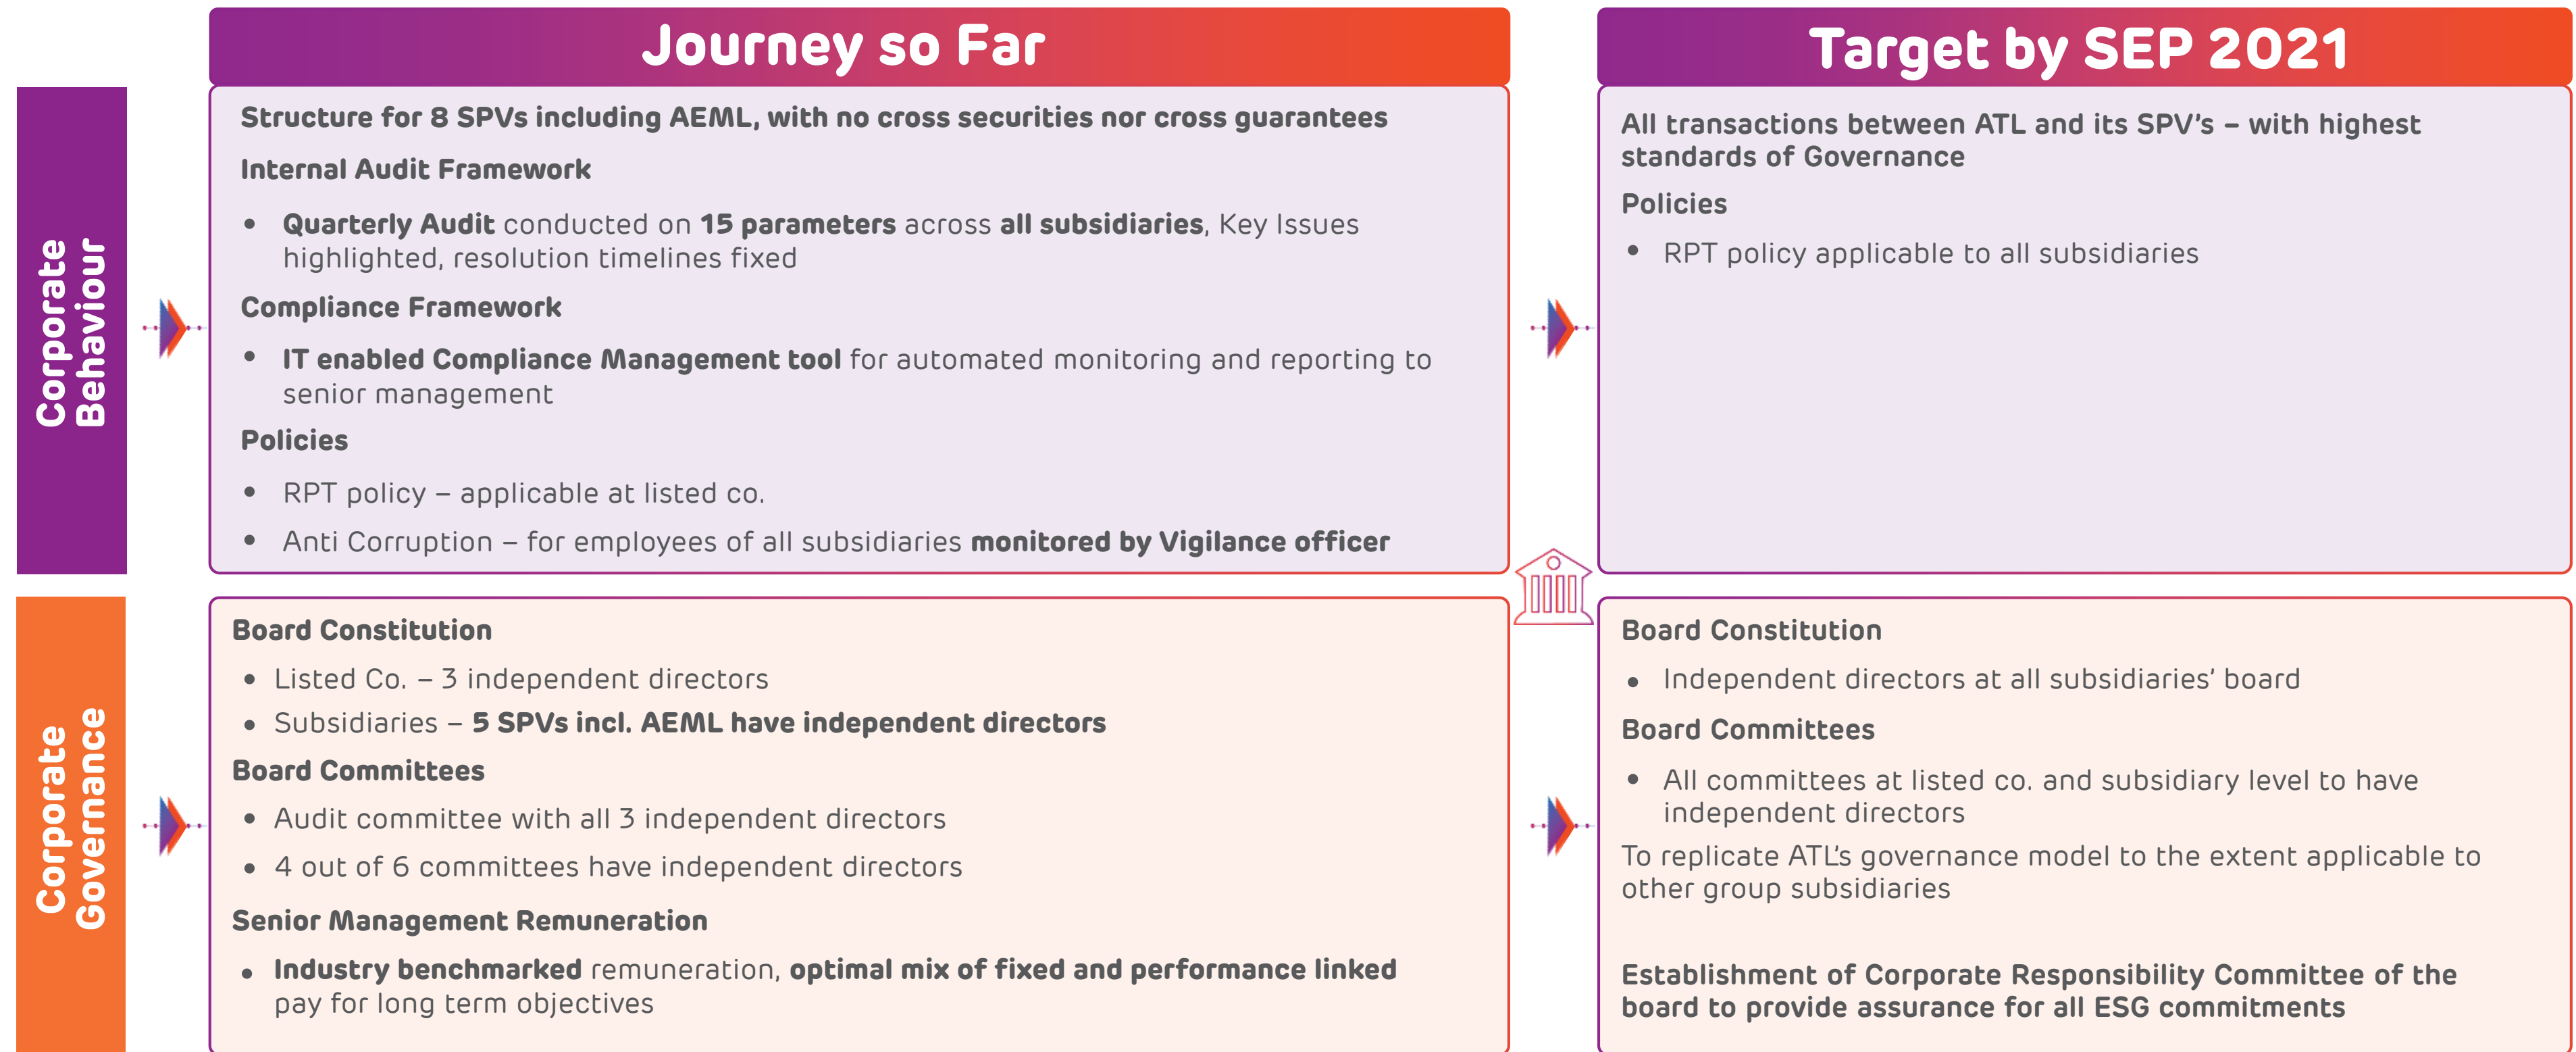 Journey so Far
Target by SEP 2021
Corporate
Behaviour
Structure for 8 SPVs including AEML, with no cross securities nor cross guarantees
Internal Audit Framework
• Quarterly Audit conducted on 15 parameters across all subsidiaries, Key Issues
highlighted, resolution timelines fixed
Compliance Framework
• IT enabled Compliance Management tool for automated monitoring and reporting to
senior management
Policies
• RPT policy – applicable at listed co.
• Anti Corruption – for employees of all subsidiaries monitored by Vigilance officer
All transactions between ATL and its SPV’s – with highest
standards of Governance
Policies
• RPT policy applicable to all subsidiaries
Corporate
Governance
Board Constitution
• Listed Co. – 3 independent directors
• Subsidiaries – 5 SPVs incl. AEML have independent directors
Board Committees
• Audit committee with all 3 independent directors
• 4 out of 6 committees have independent directors
Senior Management Remuneration
• Industry benchmarked remuneration, optimal mix of fixed and performance linked
pay for long term objectives
Board Constitution
• Independent directors at all subsidiaries’ board
Board Committees
• All committees at listed co. and subsidiary level to have
independent directors
To replicate ATL’s governance model to the extent applicable to
other group subsidiaries
Establishment of Corporate Responsibility Committee of the
board to provide assurance for all ESG commitments